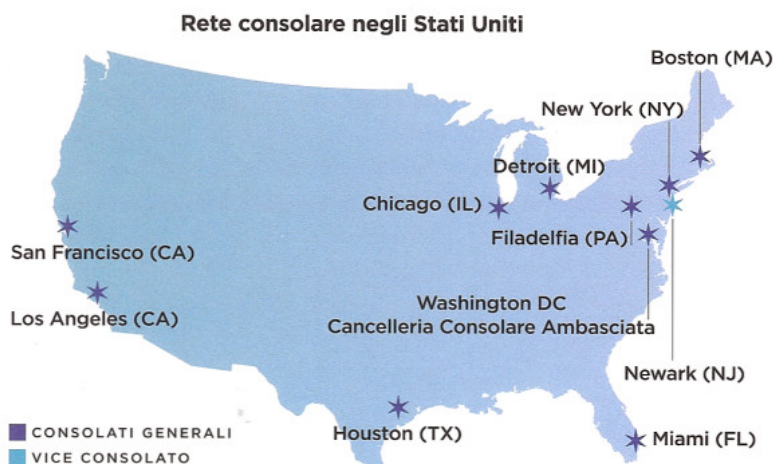 Rete consolare negli Stati Uniti
Boston (MA)
New York (NY)
Detroit (MI)
Chicago (IL)
Filadelfia (PA)
San Francisco (CA)
Los Angeles (CA)
Washington DC
Cancelleria Consolare Ambasciata
Newark (NJ)
Houston (TX)
Miami (FL)
CONSOLATI GENERALI
VICE CONSOLATO